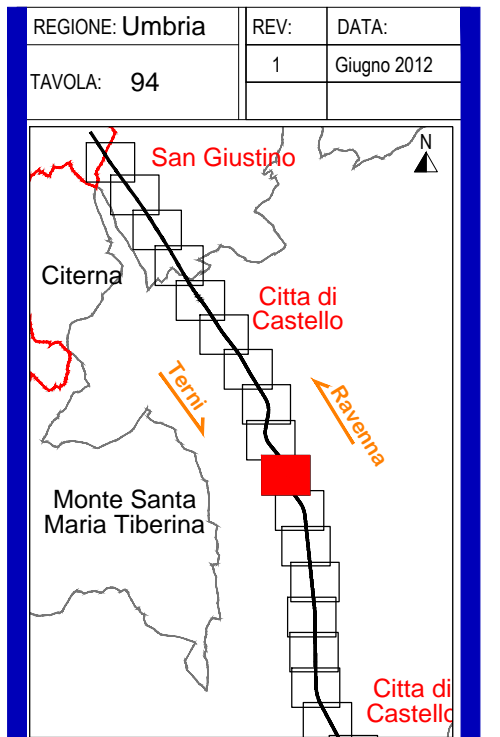 REGIONE: Umbria
REV:
DATA:
TAVOLA: 94
1
Giugno 2012
N
San Giustino
Citerna
Citta di
Castello
Terni
Ravenna
Monte Santa
Maria Tiberina
Citta di
Castello